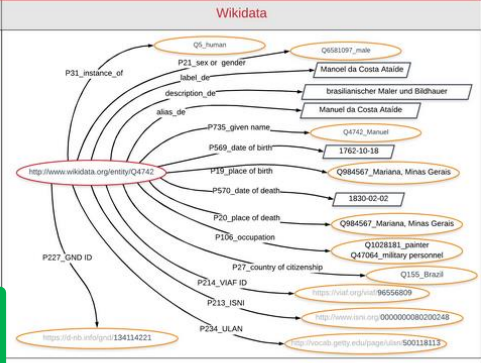 Wikidata
Q5_human
P31_instance_of
P21_sex or gender
Q6581097_male
label_de
Manoel da Costa Ataíde
description_de
brasilianischer Maler und Bildhauer
alias_de
Manuel da Costa Ataíde
P735_given name
Q4742_Manuel
P569_date of birth
1762-10-18
http://www.wikidata.org/entity/Q4742
P19_place of birth
Q984567_Mariana, Minas Gerais
P570_date of death
1830-02-02
P20_place of death
Q984567_Mariana, Minas Gerais
P106_occupation
Q1028181_painter
Q47064_military personnel
P227_GND ID
P27_country of citizenship
Q155_Brazil
P214_VIAF ID
https://viaf.org/viaf/96556809
P213_ISNI
http://www.isni.org/0000000080200248
P234_ULAN
https://d-nb.info/gnd/134114221
http://vocab.getty.edu/page/ulan/500118113